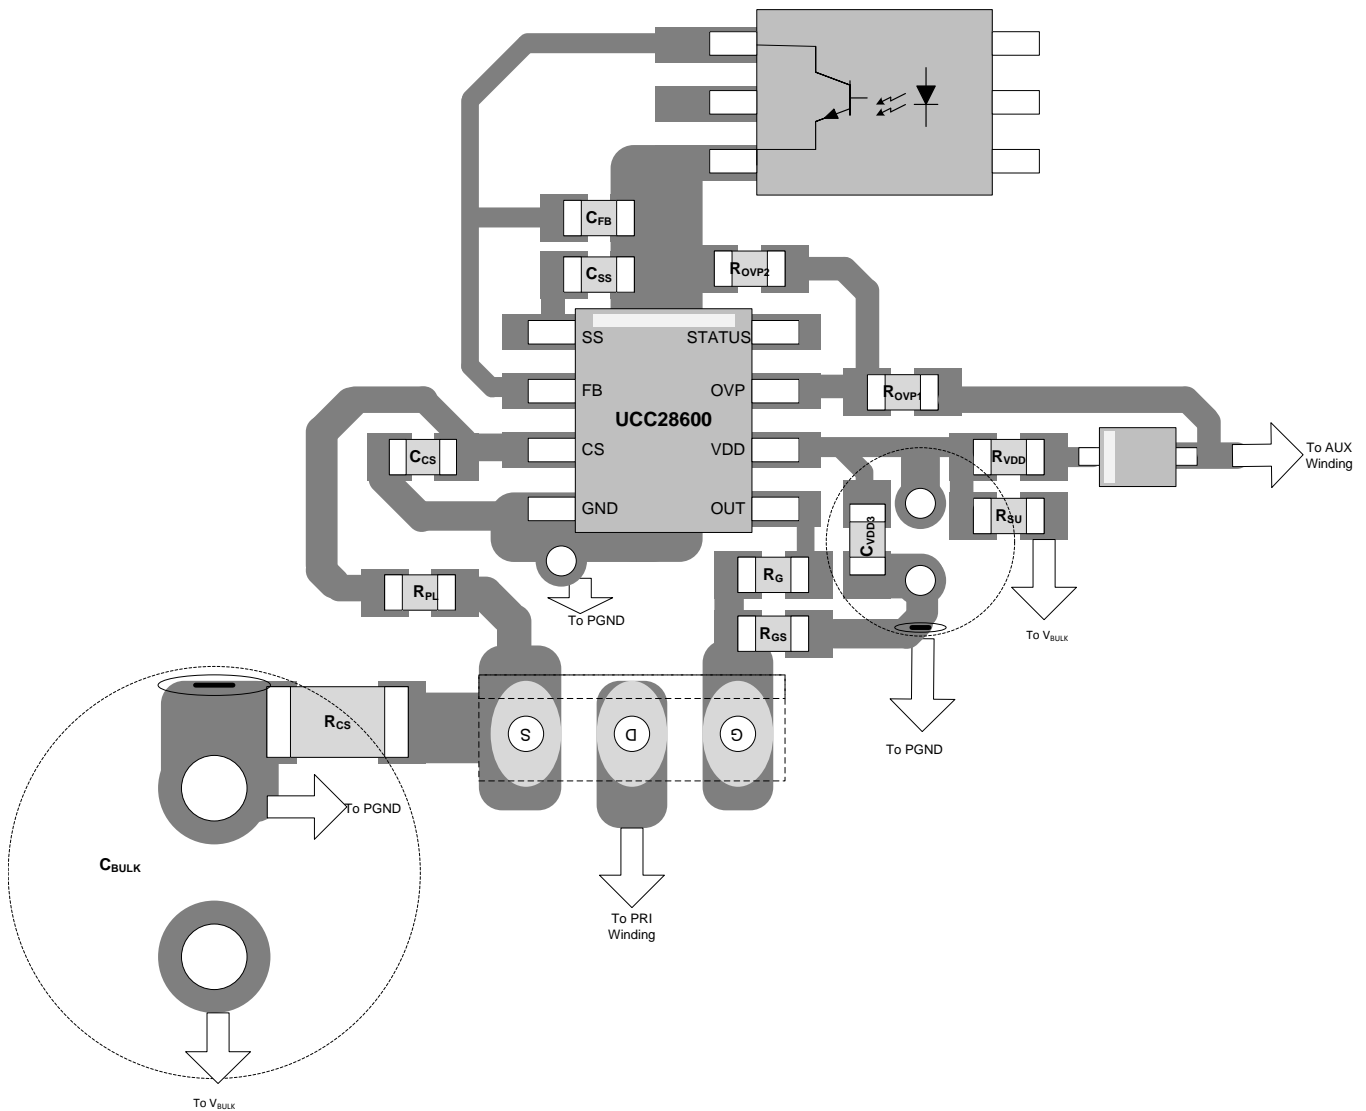 CFB
CSS
ROVP2
SS
STATUS
FB
OVP
ROVP1
UCC28600
CCS
CS
VDD
RVDD
To AUX
Winding
GND
OUT
CVDD3
RSU
RG
RPL
To PGND
RGS
To VBULK
RCS
S
D
G
To PGND
To PGND
CBULK
To PRI
Winding
To VBULK